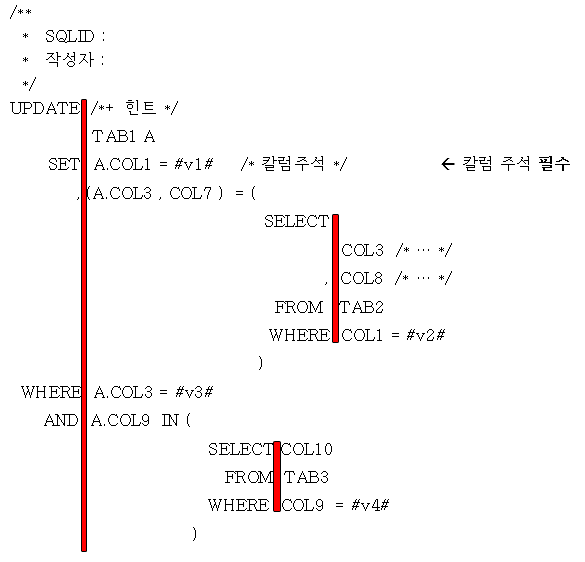 /**
* SQLID :
* 작성자 :
*/
UPDATE /*+ 힌트 */
TAB1 A
SET A.COL1 = #v1# /* 칼럼주석 */ ← 칼럼 주석 필수
,(A.COL3 , COL7 ) = (
SELECT
COL3 /* … */
, COL8 /* … */
FROM TAB2
WHERE COL1 = #v2#
)
WHERE A.COL3 = #v3#
AND A.COL9 IN (
SELECT COL10
FROM TAB3
WHERE COL9 = #v4#
)